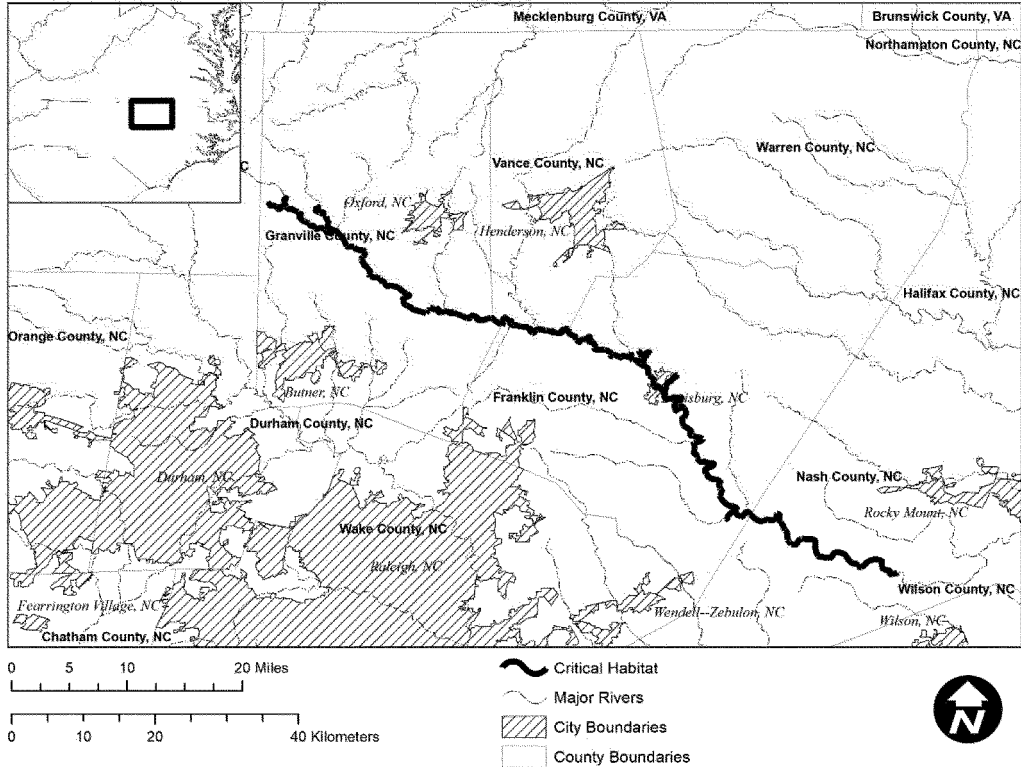 Mecklenburg County, VA
Brunswick County, VA
Northampton County, NC
Warren County, NC
C
Vance County, NC
Oxford, NC
Henderson, NC
Granville County, NC
Halifax County, NC
Orange County, NC
Butner, NC
Franklin County, NC
isburg, NC
Durham County, NC
Durham, NC
Nash County, NC
Rocky Mount, NC
Wake County, NC
Raleigh, NC
Wilson County, NC
Fearrington Village, NC
Wendell--Zebulon, NC
Wilson, NC
Chatham County, NC
0 5 10 20 Miles
0 10 20 40 Kilometers
Critical Habitat
Major Rivers
City Boundaries
County Boundaries
N